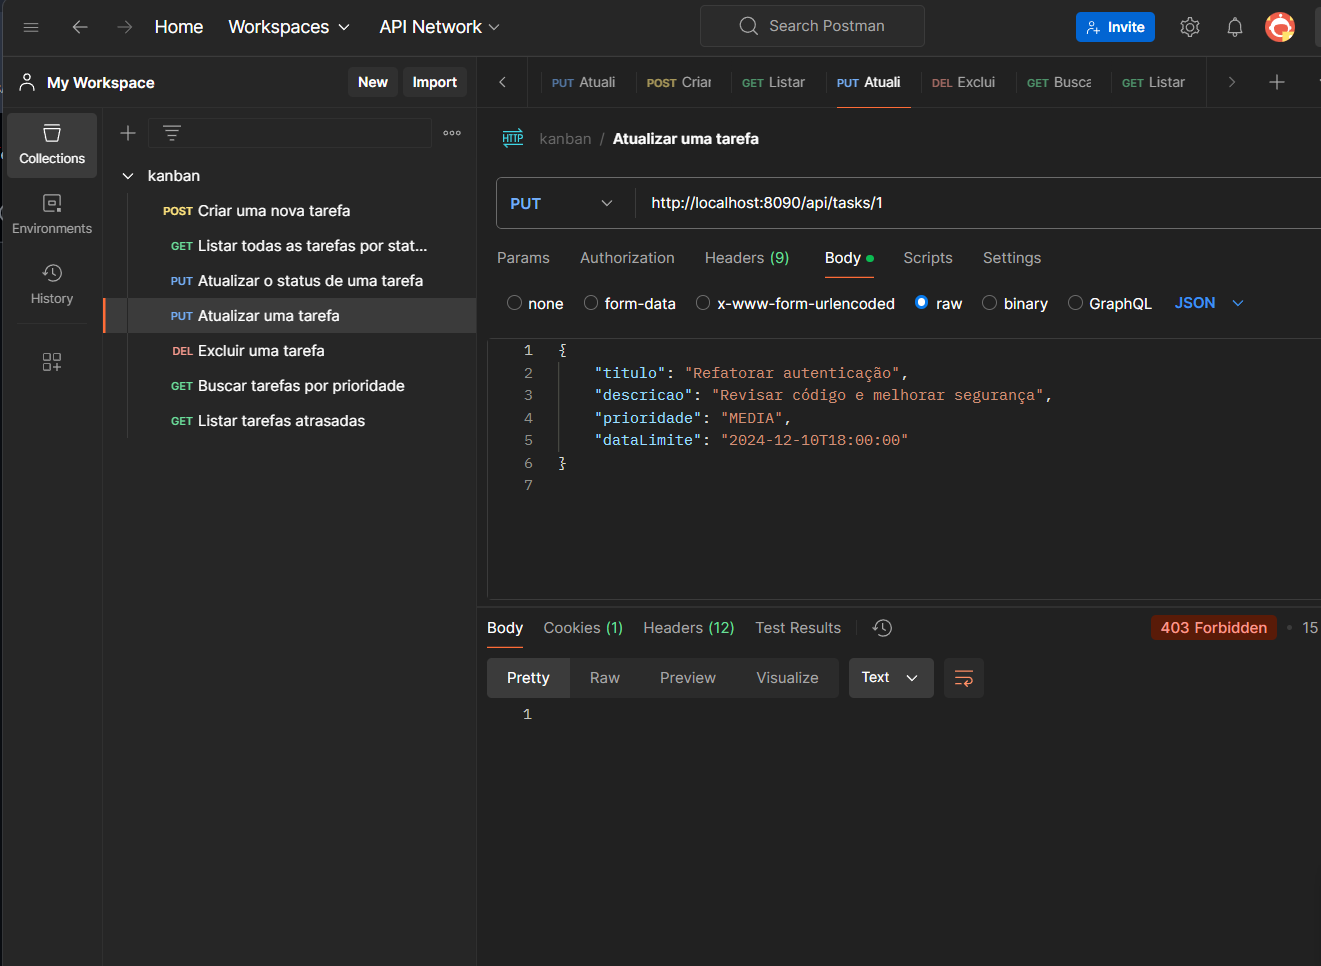 Home Workspaces API Network Search Postman Invite
My Workspace New Import
PUT Atuali POST Criar GET Listar PUT Atuali DEL Exclui GET Busca GET Listar
Collections
Environments
History
kanban
POST Criar uma nova tarefa
GET Listar todas as tarefas por stat...
PUT Atualizar o status de uma tarefa
PUT Atualizar uma tarefa
DEL Excluir uma tarefa
GET Buscar tarefas por prioridade
GET Listar tarefas atrasadas
HTTP kanban / Atualizar uma tarefa
PUT http://localhost:8090/api/tasks/1
Params Authorization Headers (9) Body Scripts Settings
none form-data x-www-form-urlencoded raw binary GraphQL JSON
1 {
2 "titulo": "Refatorar autenticação",
3 "descricao": "Revisar código e melhorar segurança",
4 "prioridade": "MEDIA",
5 "dataLimite": "2024-12-10T18:00:00"
6 }
7
Body Cookies (1) Headers (12) Test Results 403 Forbidden 15
Pretty Raw Preview Visualize Text
1